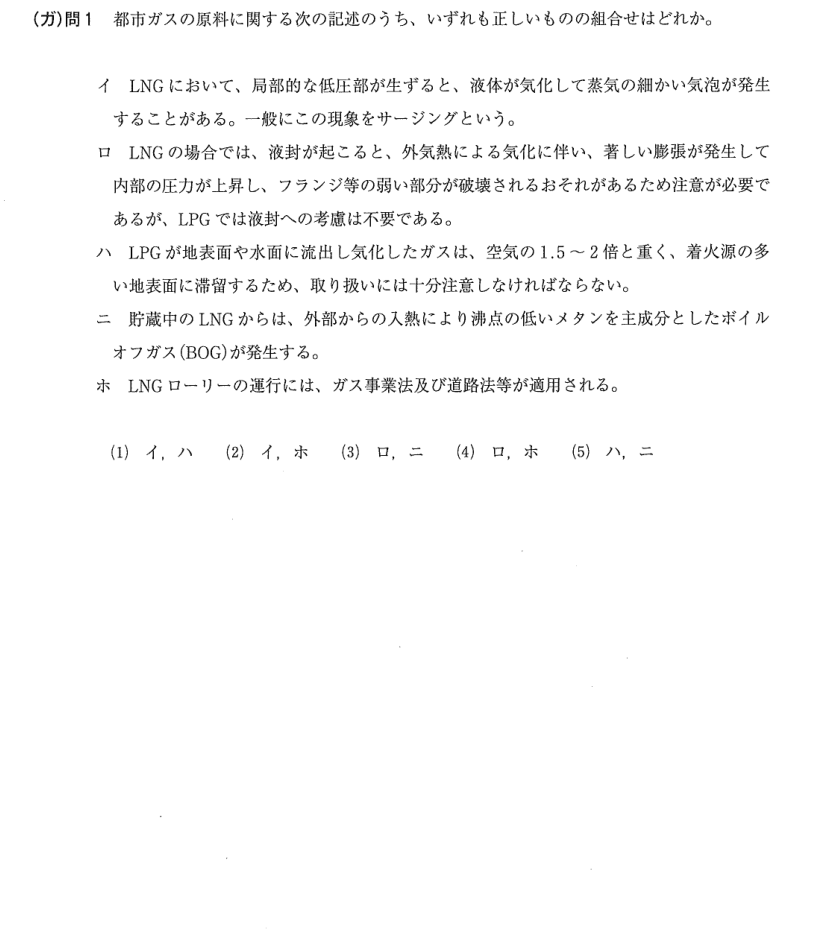 (ガ)問1 都市ガスの原料に関する次の記述のうち、いずれも正しいものの組合せはどれか。
イ LNGにおいて、局部的な低圧部が生ずると、液体が気化して蒸気の細かい気泡が発生
することがある。一般にこの現象をサージングという。
ロ LNGの場合では、液封が起こると、外気熱による気化に伴い、著しい膨張が発生して
内部の圧力が上昇し、フランジ等の弱い部分が破壊されるおそれがあるため注意が必要で
あるが、LPGでは液封への考慮は不要である。
ハ LPGが地表面や水面に流出し気化したガスは、空気の1.5～2倍と重く、着火源の多
い地表面に滞留するため、取り扱いには十分注意しなければならない。
ニ 貯蔵中のLNGからは、外部からの入熱により沸点の低いメタンを主成分としたボイル
オフガス(BOG)が発生する。
ホ LNGローリーの運行には、ガス事業法及び道路法等が適用される。
(1) イ, ハ (2) イ, ホ (3) ロ, ニ (4) ロ, ホ (5) ハ, ニ